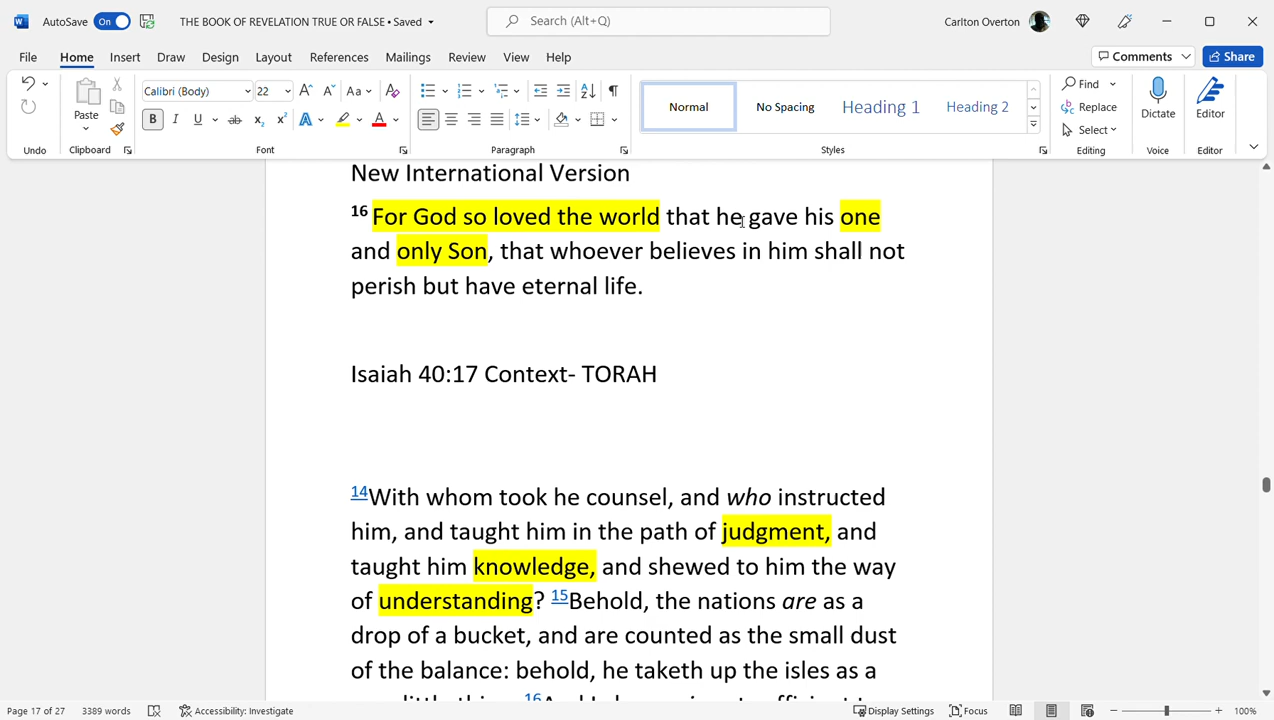 AutoSave On THE BOOK OF REVELATION TRUE OR FALSE • Saved Search (Alt+Q) Carlton Overton
File Home Insert Draw Design Layout References Mailings Review View Help Comments Share
Paste Calibri (Body) 22 Aa Normal No Spacing Heading 1 Heading 2 Find Replace Select Dictate Editor
Undo Clipboard Font Paragraph Styles Editing Voice Editor
New International Version
16 For God so loved the world that he gave his one
and only Son, that whoever believes in him shall not
perish but have eternal life.
Isaiah 40:17 Context- TORAH
14With whom took he counsel, and who instructed
him, and taught him in the path of judgment, and
taught him knowledge, and shewed to him the way
of understanding? 15Behold, the nations are as a
drop of a bucket, and are counted as the small dust
of the balance: behold, he taketh up the isles as a
Page 17 of 27 3389 words Accessibility: Investigate Display Settings Focus 100%